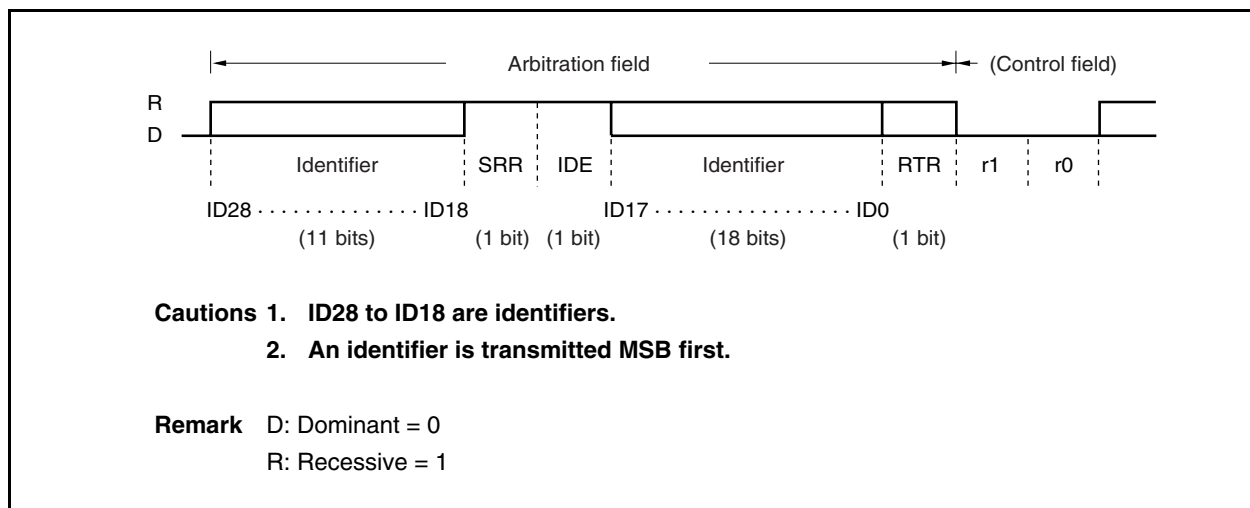 Arbitration field (Control field)
R
D
Identifier SRR IDE Identifier RTR r1 r0
ID28 · · · · · · · · · · · · · · ID18 ID17 · · · · · · · · · · · · · · · · · ID0
(11 bits) (1 bit) (1 bit) (18 bits) (1 bit)
Cautions 1. ID28 to ID18 are identifiers.
2. An identifier is transmitted MSB first.
Remark D: Dominant = 0
R: Recessive = 1